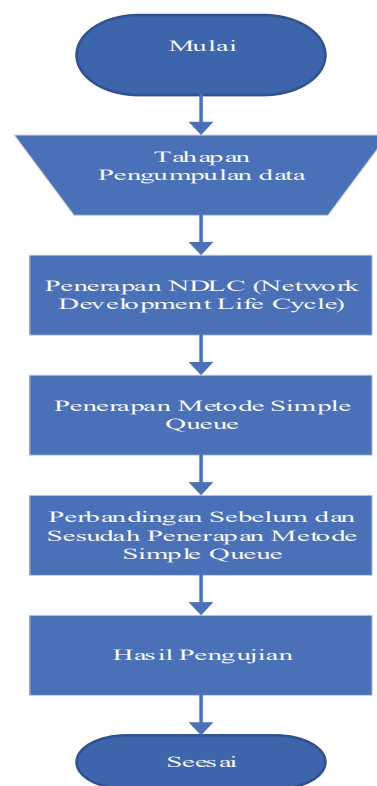 Mulai
Tahapan
Pengumpulan data
Penerapan NDLC (Network
Development Life Cycle)
Penerapan Metode Simple
Queue
Perbandingan Sebelum dan
Sesudah Penerapan Metode
Simple Queue
Hasil Pengujian
Seesai